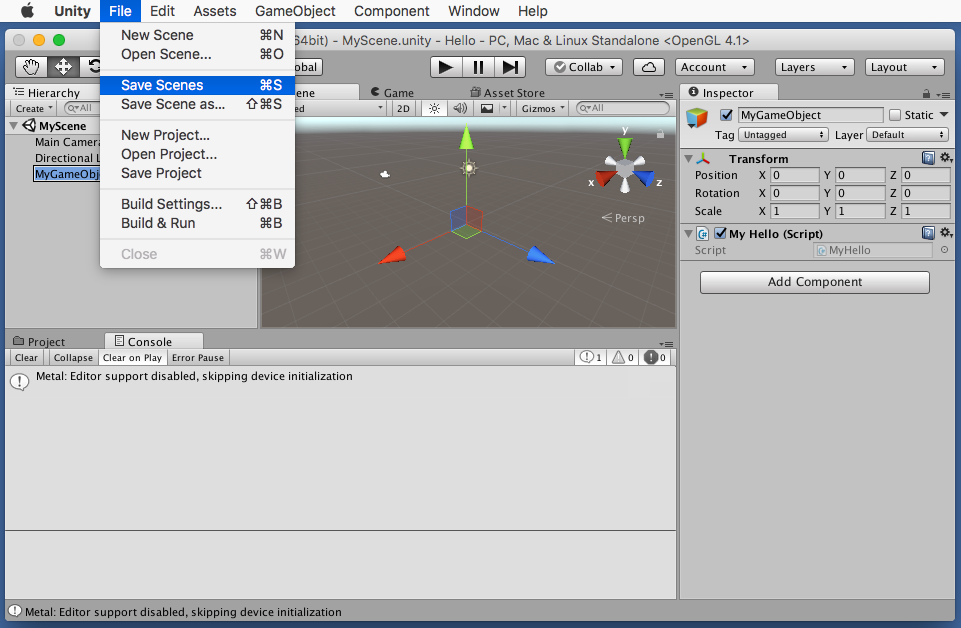 Unity File Edit Assets GameObject Component Window Help
64bit) - MyScene.unity - Hello - PC, Mac & Linux Standalone <OpenGL 4.1>
New Scene ⌘N
Open Scene... ⌘O
Save Scenes ⌘S
Save Scene as... ⇧⌘S
New Project...
Open Project...
Save Project
Build Settings... ⇧⌘B
Build & Run ⌘B
Close ⌘W
Collab Account Layers Layout
Hierarchy
Create All
MyScene
Main Camera
Directional L
MyGameObj
Game Asset Store
2D Gizmos All
y
x z
Persp
Inspector
MyGameObject Static
Tag Untagged Layer Default
Transform
Position X 0 Y 0 Z 0
Rotation X 0 Y 0 Z 0
Scale X 1 Y 1 Z 1
My Hello (Script)
Script MyHello
Add Component
Project Console
Clear Collapse Clear on Play Error Pause 1 0 0
Metal: Editor support disabled, skipping device initialization
Metal: Editor support disabled, skipping device initialization